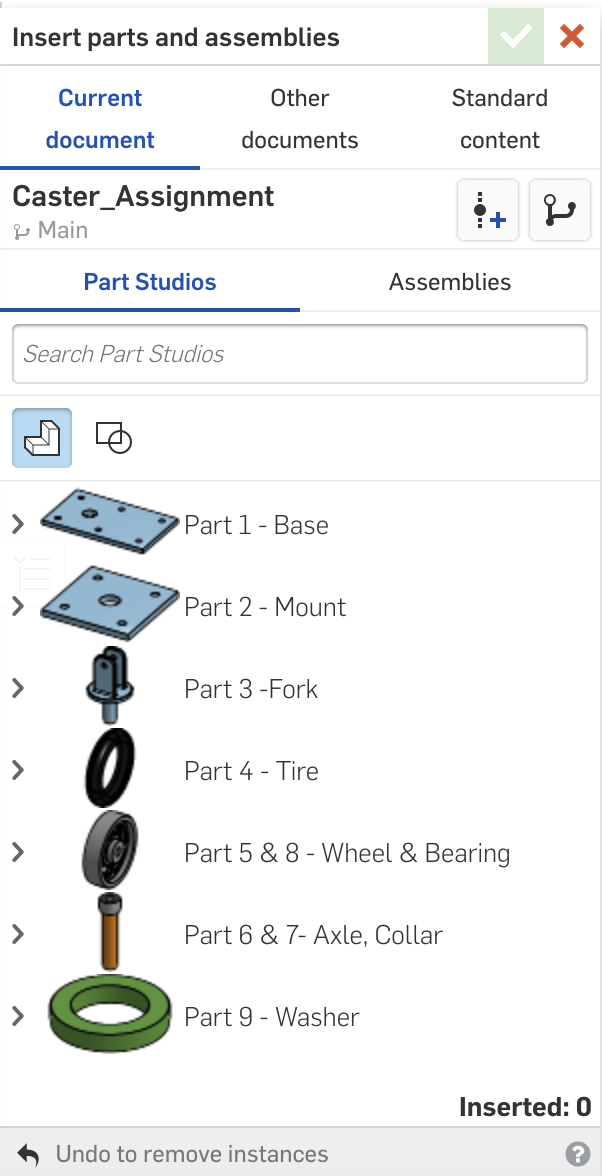 Insert parts and assemblies
Current document
Other documents
Standard content
Caster_Assignment
Main
Part Studios
Assemblies
Search Part Studios
Part 1 - Base
Part 2 - Mount
Part 3 -Fork
Part 4 - Tire
Part 5 & 8 - Wheel & Bearing
Part 6 & 7- Axle, Collar
Part 9 - Washer
Inserted: 0
Undo to remove instances
?